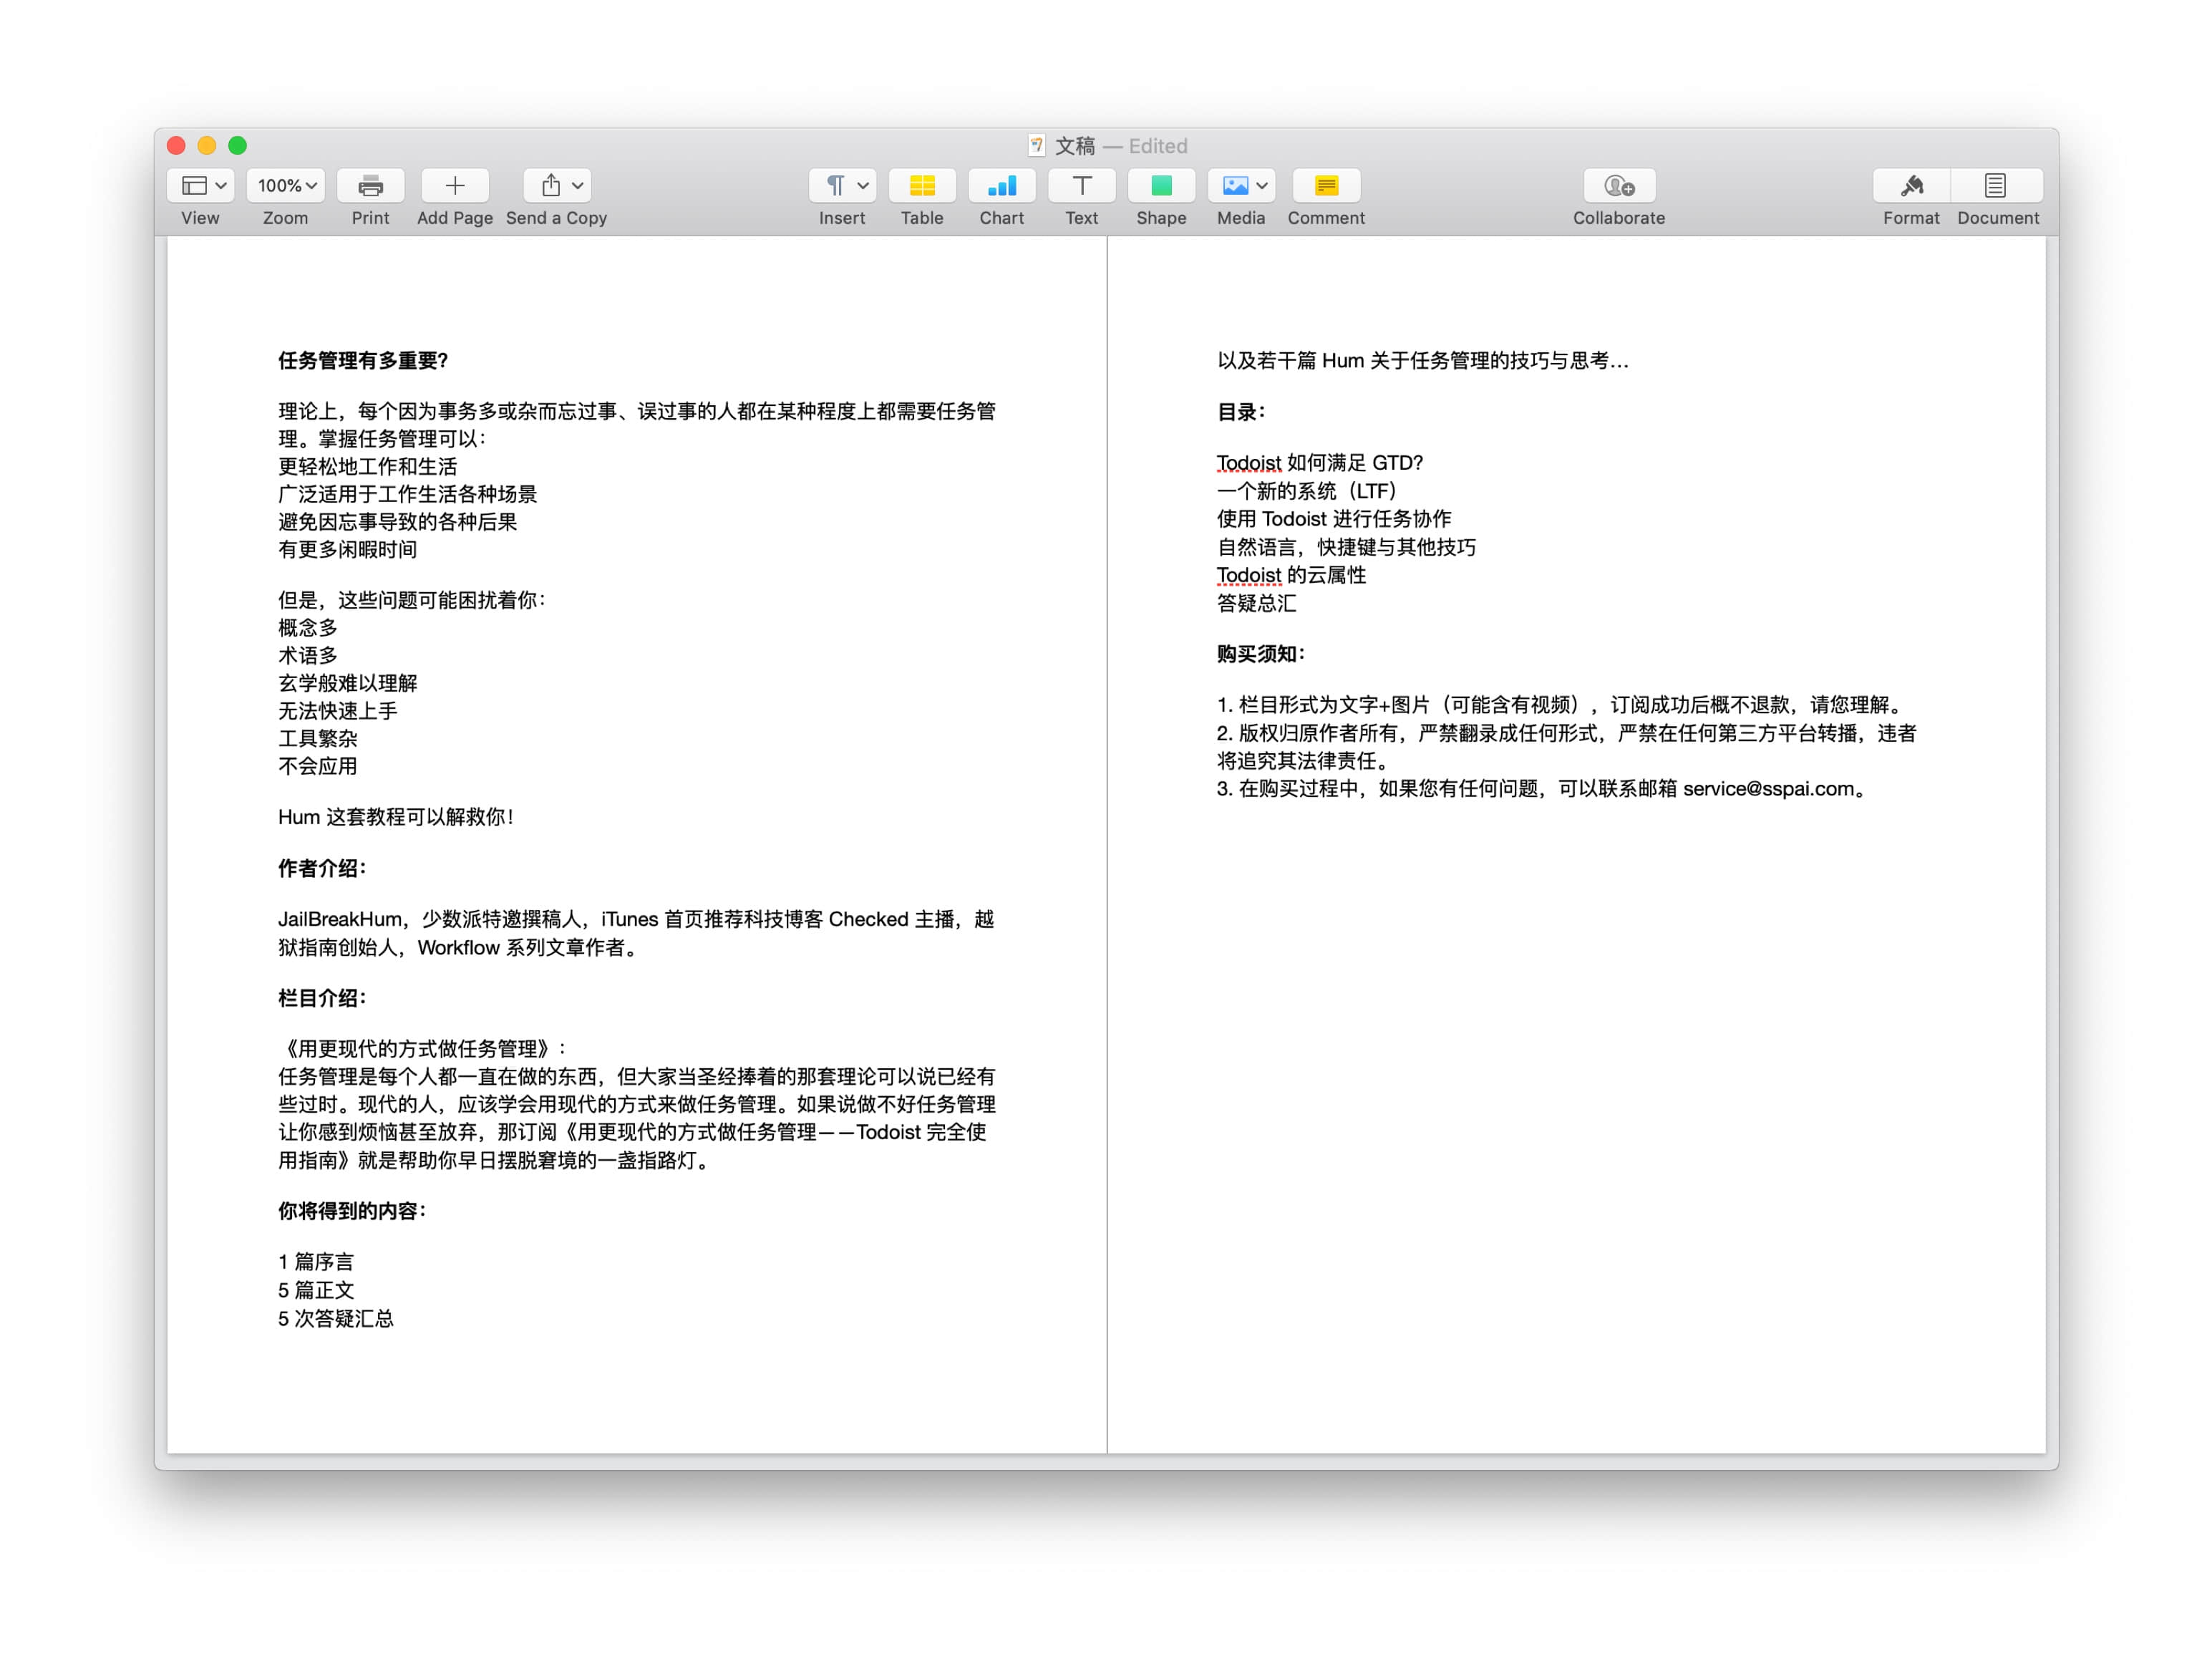 文稿 — Edited
100%
View
Zoom
Print
Add Page
Send a Copy
Insert
Table
Chart
Text
Shape
Media
Comment
Collaborate
Format
Document
任务管理有多重要?
理论上，每个因为事务多或杂而忘过事、误过事的人都在某种程度上都需要任务管
理。掌握任务管理可以：
更轻松地工作和生活
广泛适用于工作生活各种场景
避免因忘事导致的各种后果
有更多闲暇时间
但是，这些问题可能困扰着你：
概念多
术语多
玄学般难以理解
无法快速上手
工具繁杂
不会应用
Hum 这套教程可以解救你！
作者介绍：
JailBreakHum，少数派特邀撰稿人，iTunes 首页推荐科技博客 Checked 主播，越
狱指南创始人，Workflow 系列文章作者。
栏目介绍：
《用更现代的方式做任务管理》：
任务管理是每个人都一直在做的东西，但大家当圣经捧着的那套理论可以说已经有
些过时。现代的人，应该学会用现代的方式来做任务管理。如果说做不好任务管理
让你感到烦恼甚至放弃，那订阅《用更现代的方式做任务管理——Todoist 完全使
用指南》就是帮助你早日摆脱窘境的一盏指路灯。
你将得到的内容：
1 篇序言
5 篇正文
5 次答疑汇总
以及若干篇 Hum 关于任务管理的技巧与思考…
目录：
Todoist 如何满足 GTD?
一个新的系统（LTF）
使用 Todoist 进行任务协作
自然语言，快捷键与其他技巧
Todoist 的云属性
答疑总汇
购买须知：
1. 栏目形式为文字+图片（可能含有视频），订阅成功后概不退款，请您理解。
2. 版权归原作者所有，严禁翻录成任何形式，严禁在任何第三方平台转播，违者
将追究其法律责任。
3. 在购买过程中，如果您有任何问题，可以联系邮箱 service@sspai.com。